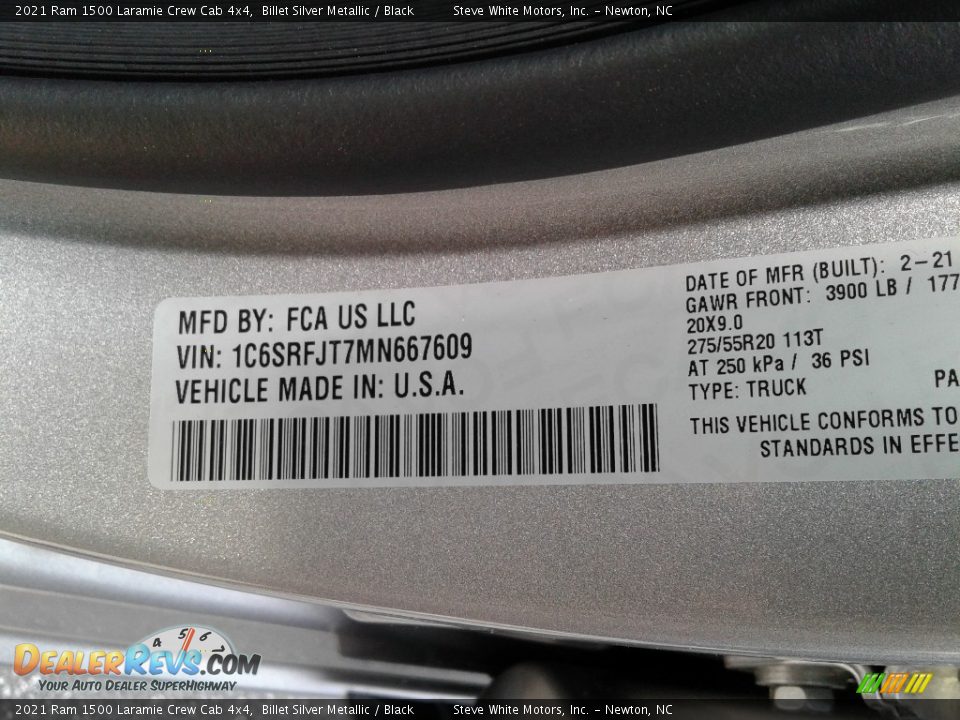 2021 Ram 1500 Laramie Crew Cab 4x4, Billet Silver Metallic / Black Steve White Motors, Inc. – Newton, NC
MFD BY: FCA US LLC
VIN: 1C6SRFJT7MN667609
VEHICLE MADE IN: U.S.A.
DATE OF MFR (BUILT): 2-21
GAWR FRONT: 3900 LB / 177
20X9.0
275/55R20 113T
AT 250 kPa / 36 PSI
TYPE: TRUCK PA
THIS VEHICLE CONFORMS TO
STANDARDS IN EFFE
4 5 6
DealerRevs.com
Your Auto Dealer SuperHighway
2021 Ram 1500 Laramie Crew Cab 4x4, Billet Silver Metallic / Black Steve White Motors, Inc. – Newton, NC